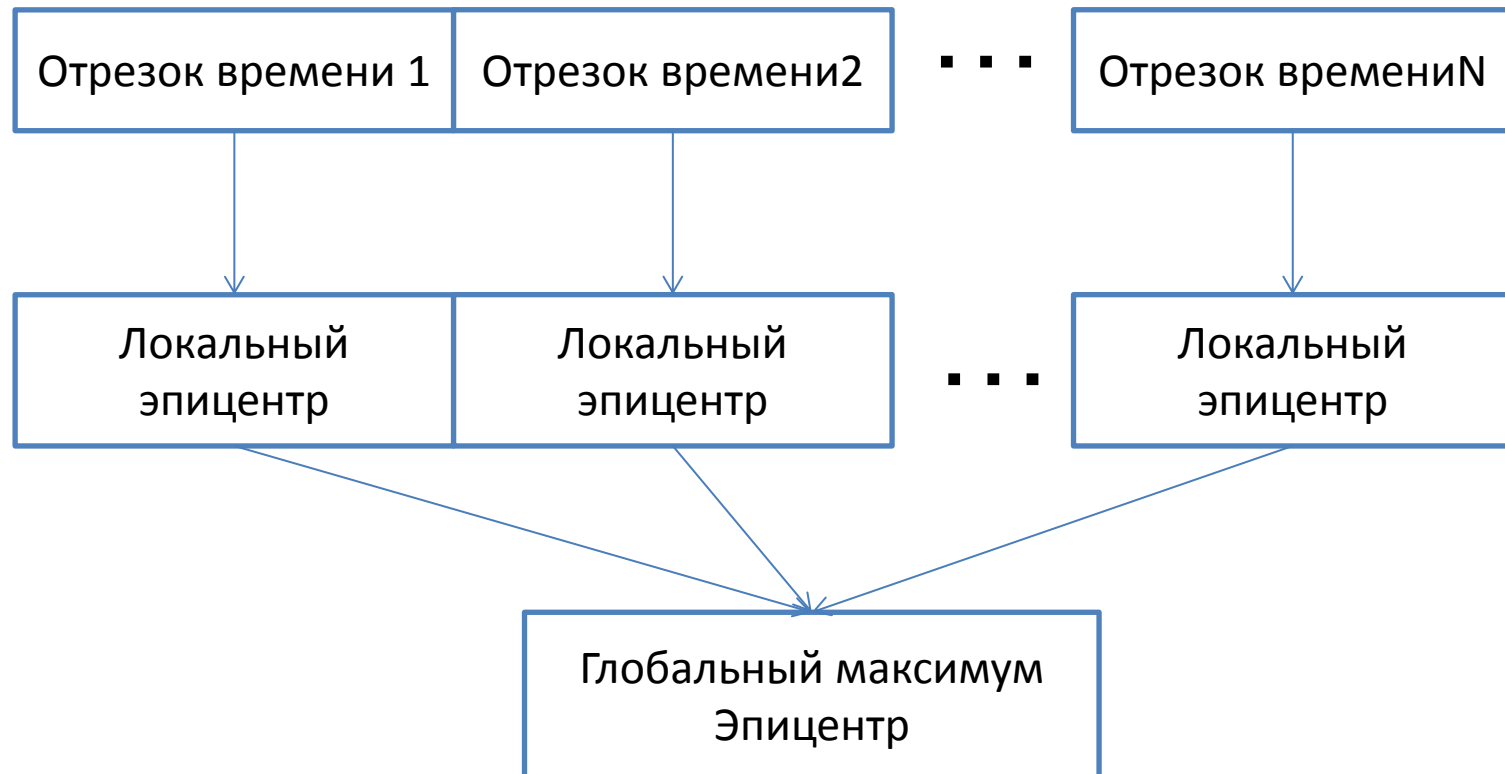 Отрезок времени 1
Отрезок времени2
...
Отрезок времениN
Локальный
эпицентр
Локальный
эпицентр
...
Локальный
эпицентр
Глобальный максимум
Эпицентр